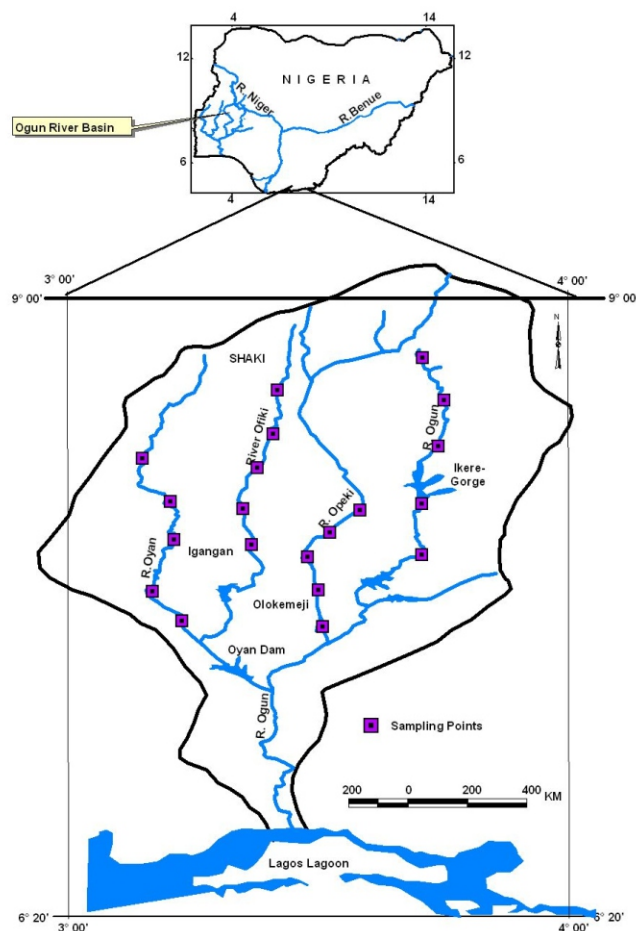 4 14
12 12
NIGERIA
R. Niger
R.Benue
Ogun River Basin
6 6
4 14
3° 00' 4° 00'
9° 00' 9° 00'
N
SHAKI
River Ofiki
R. Ogun
Ikere-
Gorge
R. Opeki
R. Oyan
Igangan
Olokemeji
Oyan Dam
R. Ogun
Sampling Points
200 0 200 400
KM
Lagos Lagoon
6° 20' 6° 20'
3° 00' 4° 00'